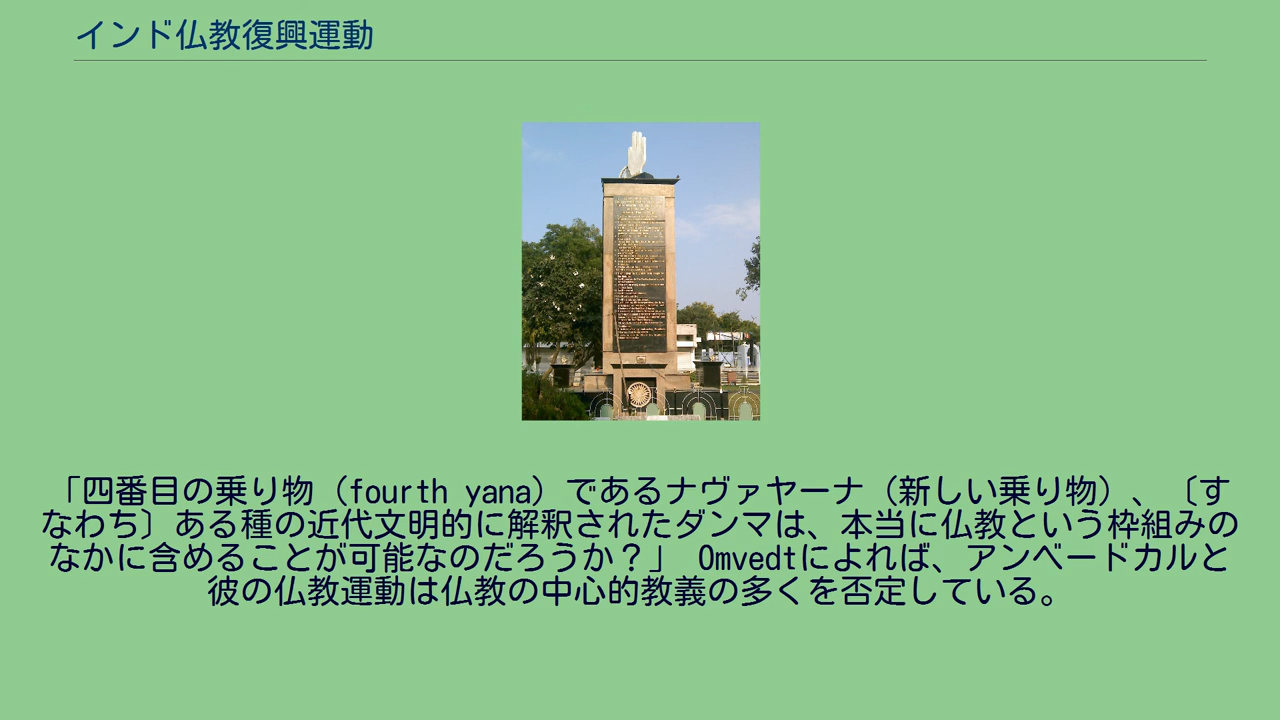 インド仏教復興運動
「四番目の乗り物（fourth yana）であるナヴァヤーナ（新しい乗り物）、〔す
なわち〕ある種の近代文明的に解釈されたダンマは、本当に仏教という枠組みの
なかに含めることが可能なのだろうか？」 Omvedtによれば、アンベードカルと
彼の仏教運動は仏教の中心的教義の多くを否定している。